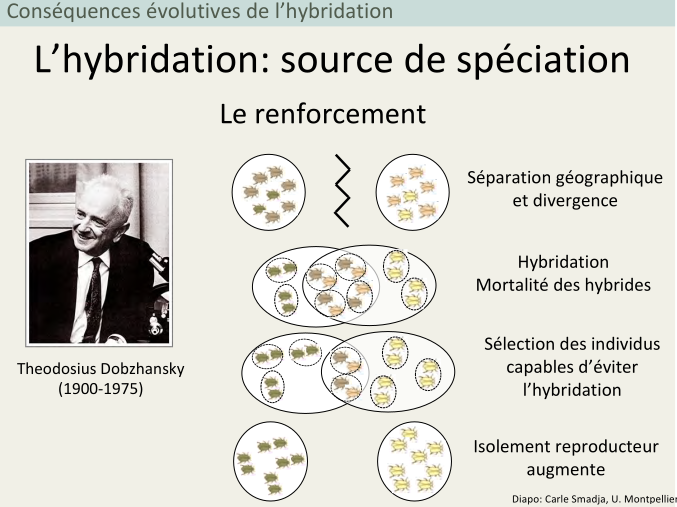 Conséquences évolutives de l’hybridation
L’hybridation: source de spéciation
Le renforcement
Séparation géographique
et divergence
Hybridation
Mortalité des hybrides
Theodosius Dobzhansky
(1900-1975)
Sélection des individus
capables d’éviter
l’hybridation
Isolement reproducteur
augmente
Diapo: Carle Smadja, U. Montpellier